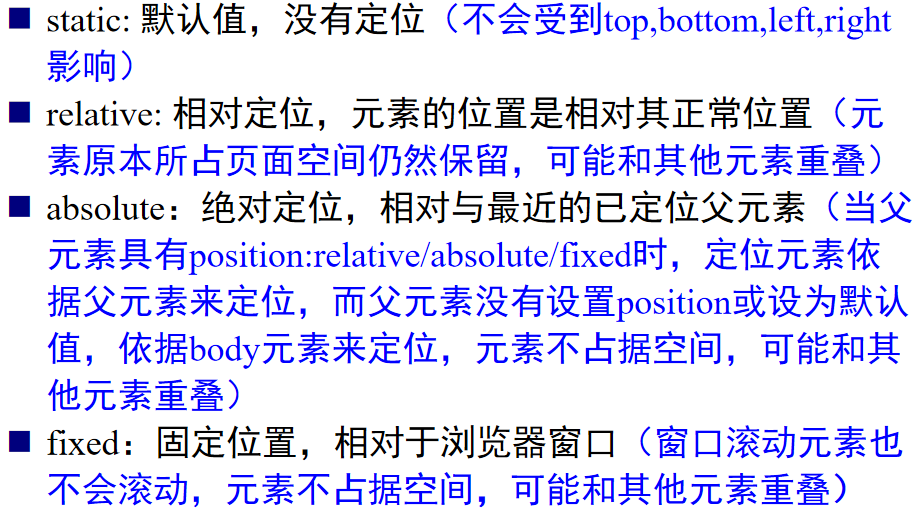 ■ static: 默认值，没有定位（不会受到top,bottom,left,right
影响）
■ relative: 相对定位，元素的位置是相对其正常位置（元
素原本所占页面空间仍然保留，可能和其他元素重叠）
■ absolute：绝对定位，相对与最近的已定位父元素（当父
元素具有position:relative/absolute/fixed时，定位元素依
据父元素来定位，而父元素没有设置position或设为默认
值，依据body元素来定位，元素不占据空间，可能和其
他元素重叠）
■ fixed：固定位置，相对于浏览器窗口（窗口滚动元素也
不会滚动，元素不占据空间，可能和其他元素重叠）